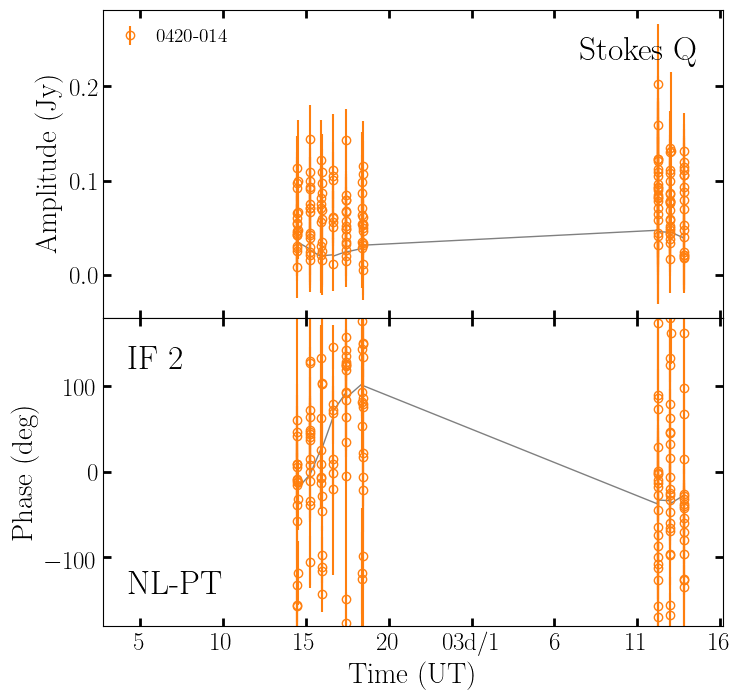 0420-014
Stokes Q
Amplitude (Jy)
0.2
0.1
0.0
IF 2
NL-PT
Phase (deg)
100
0
−100
5 10 15 20 03d/1 6 11 16
Time (UT)